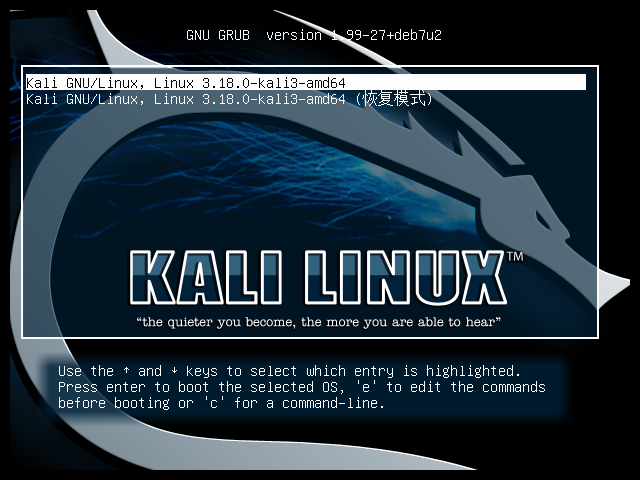 GNU GRUB version 1.99-27+deb7u2
Kali GNU/Linux, Linux 3.18.0-kali3-amd64
Kali GNU/Linux, Linux 3.18.0-kali3-amd64 (恢复模式)
KALI LINUX™
“the quieter you become, the more you are able to hear”
Use the ↑ and ↓ keys to select which entry is highlighted.
Press enter to boot the selected OS, 'e' to edit the commands
before booting or 'c' for a command-line.